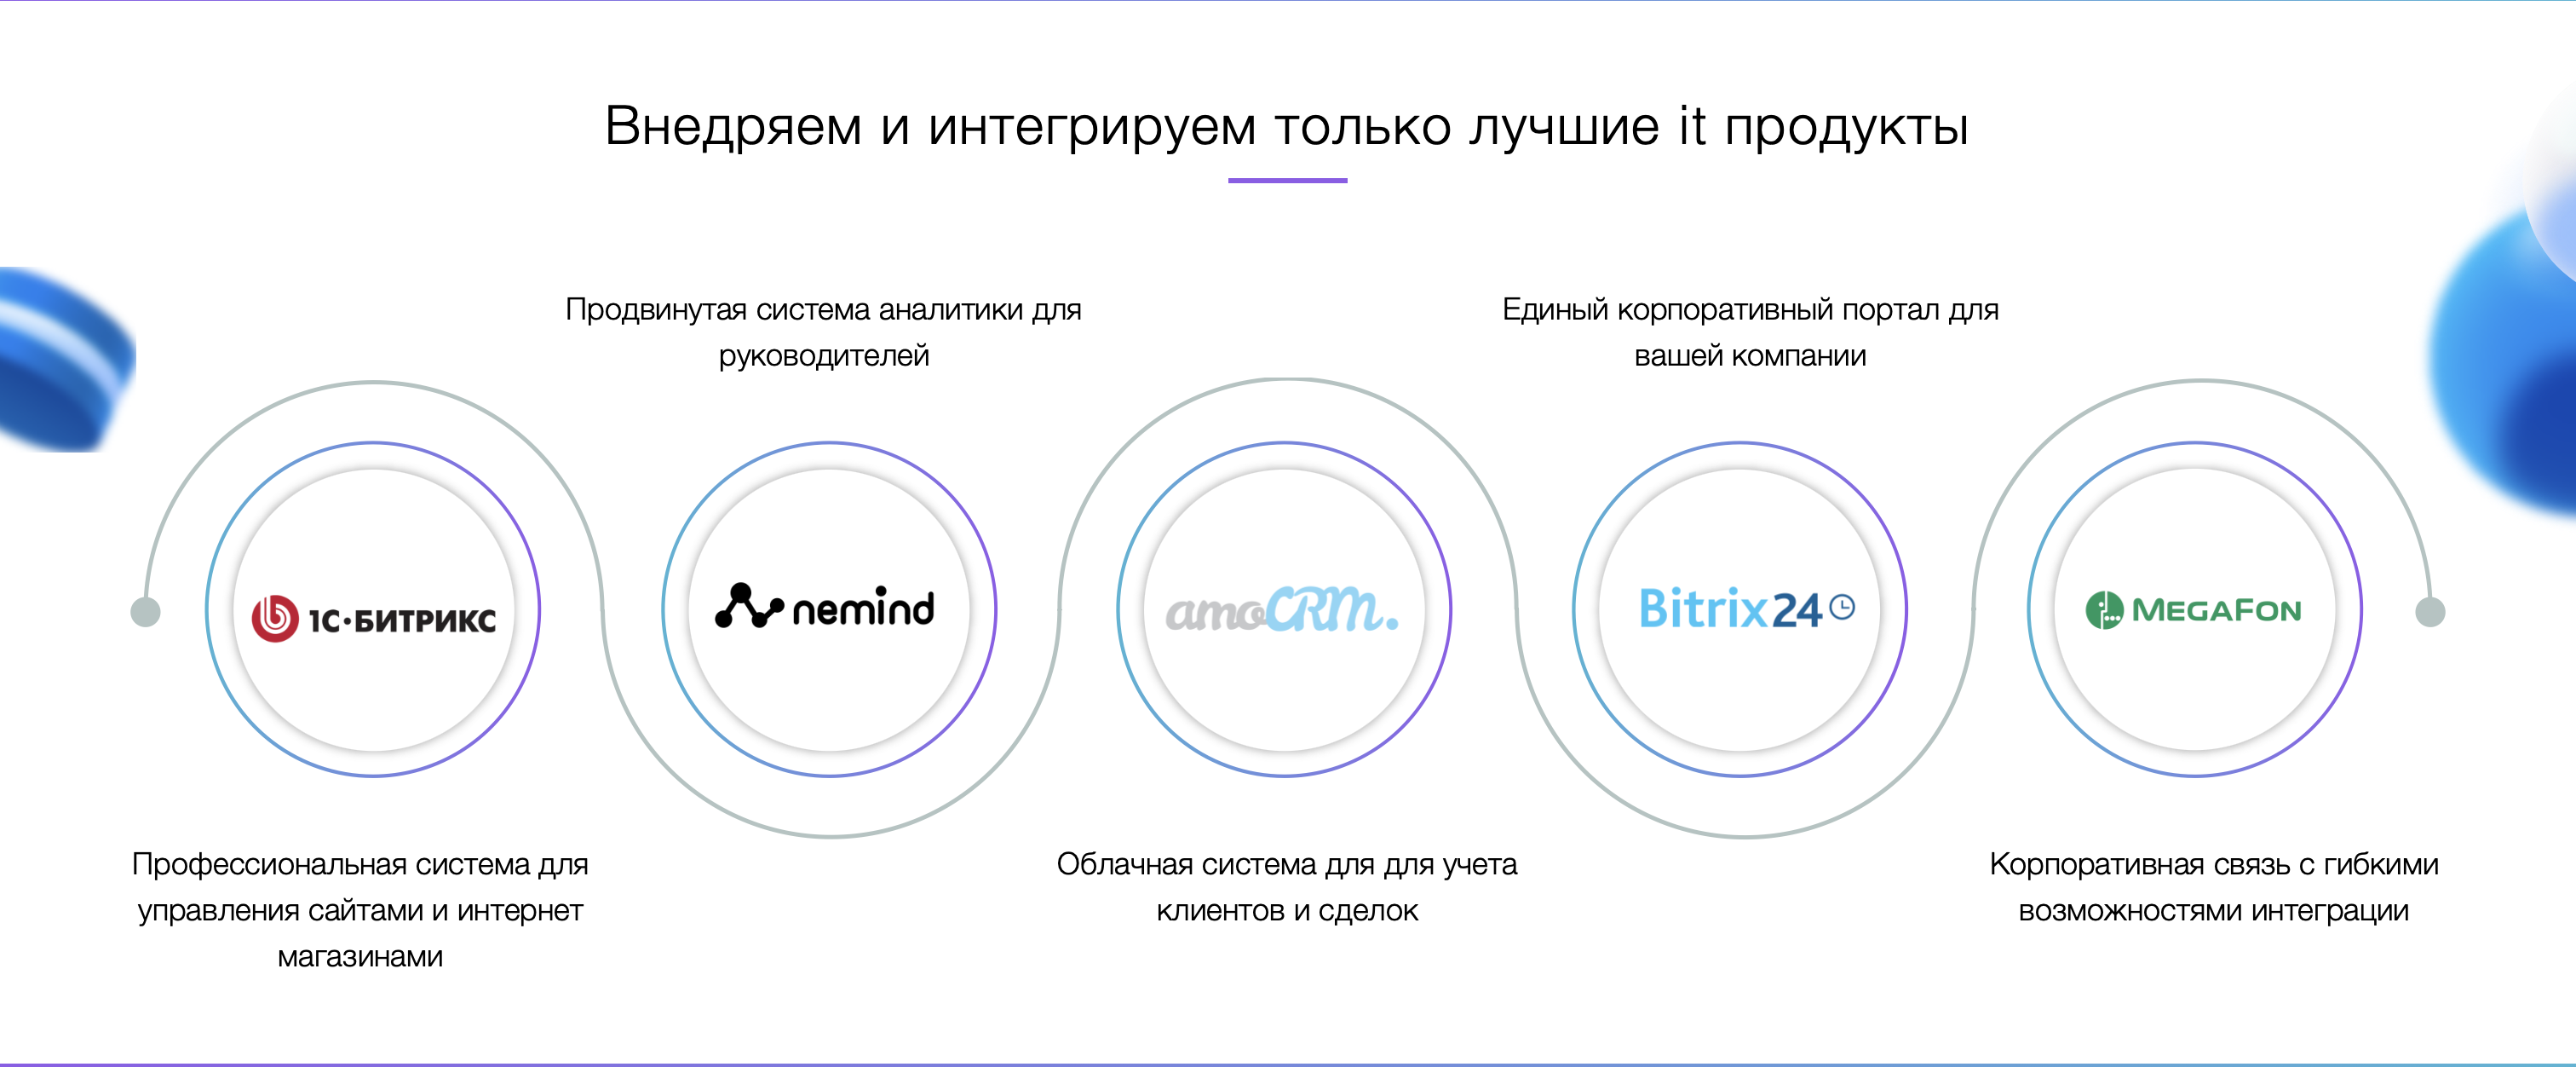 Внедряем и интегрируем только лучшие it продукты
Продвинутая система аналитики для
руководителей
Единый корпоративный портал для
вашей компании
1С·БИТРИКС
nemind
amoCRM.
Bitrix24
MEGAFON
Профессиональная система для
управления сайтами и интернет
магазинами
Облачная система для для учета
клиентов и сделок
Корпоративная связь с гибкими
возможностями интеграции